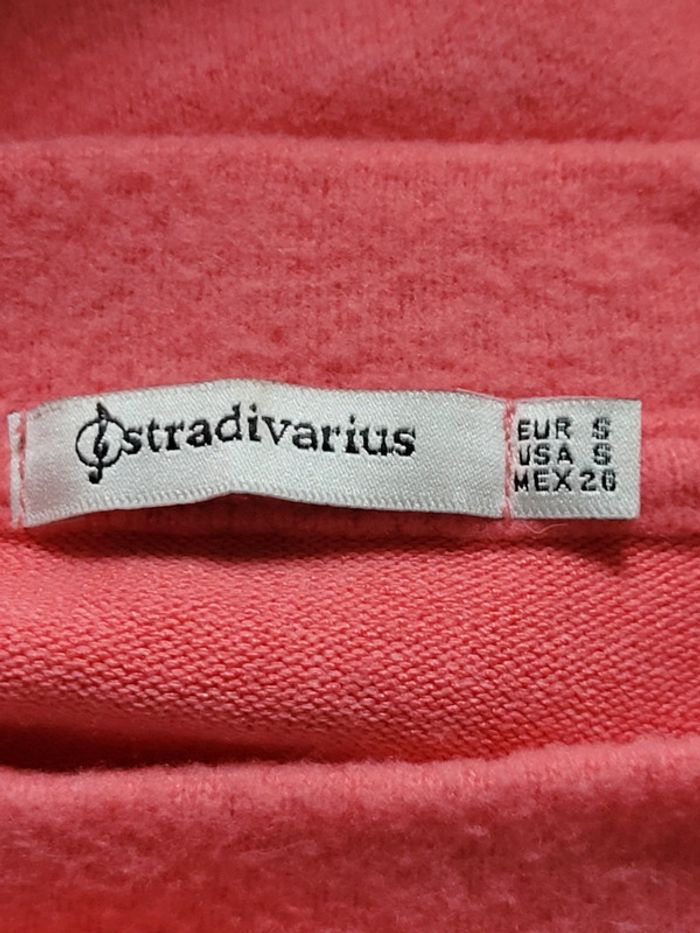 stradivarius
EUR S
USA S
MEX 26